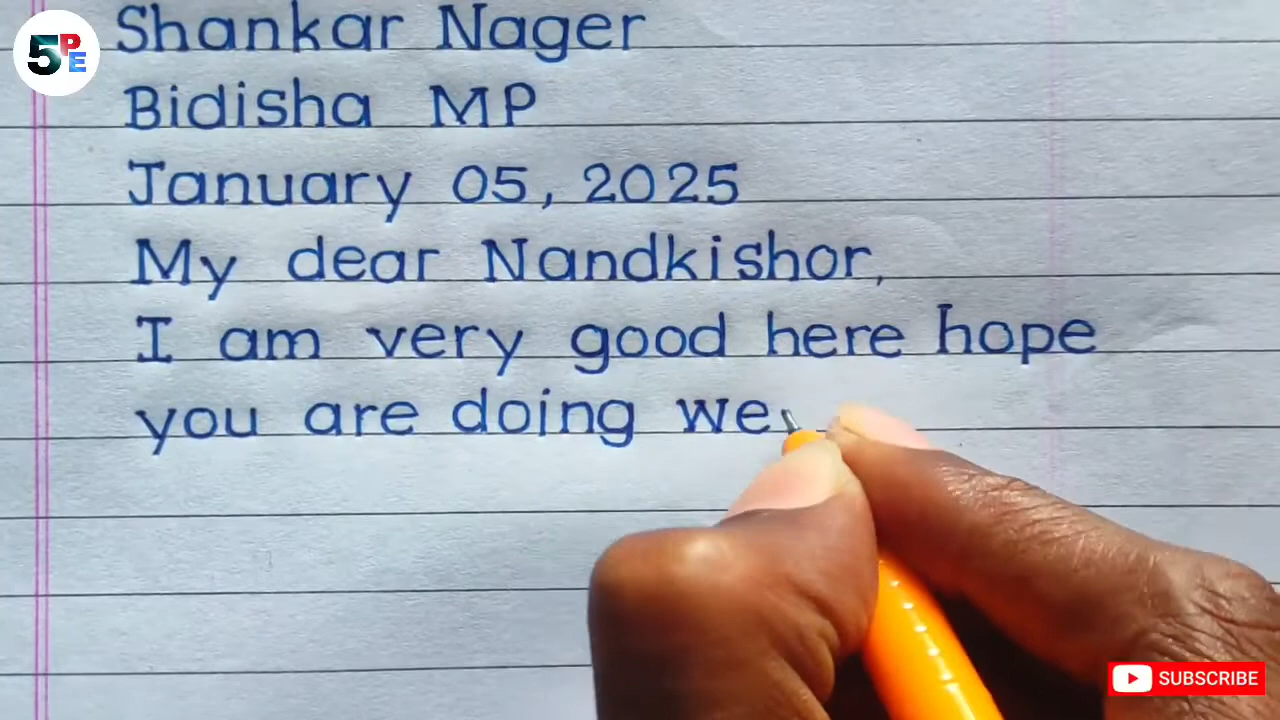 5PE
Shankar Nager
Bidisha MP
January 05, 2025
My dear Nandkishor,
I am very good here hope
you are doing we
SUBSCRIBE